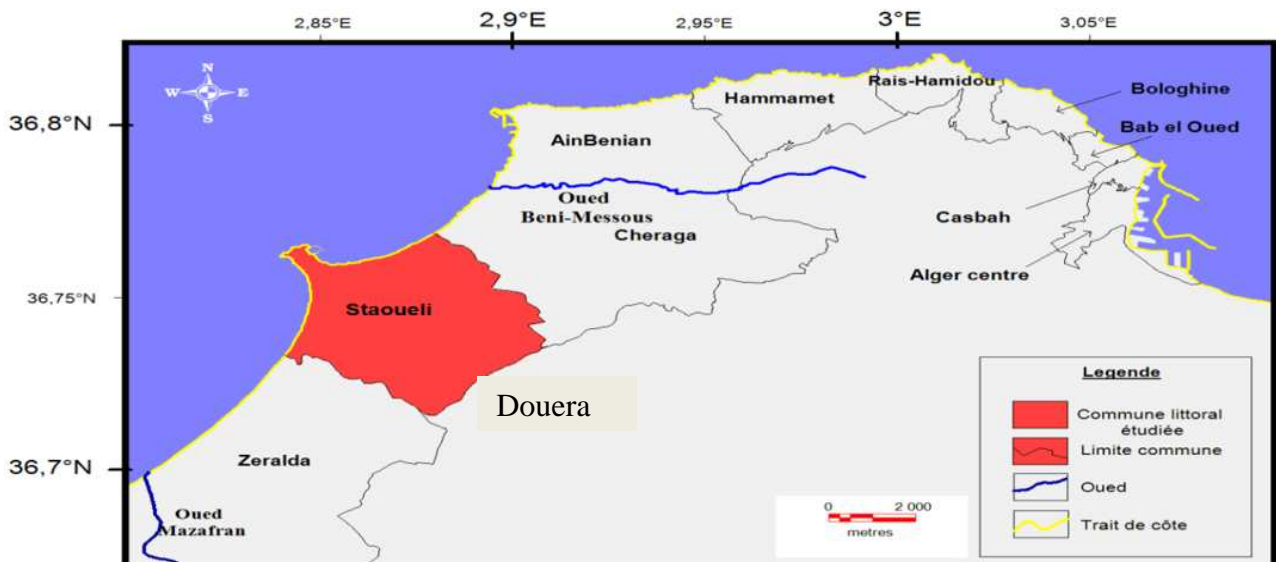 2,85°E
2,9°E
2,95°E
3°E
3,05°E
N
W E
S
36,8°N
36,75°N
36,7°N
Rais-Hamidou
Hammamet
Bologhine
Bab el Oued
AinBenian
Oued
Beni-Messous
Cheraga
Casbah
Alger centre
Staoueli
Douera
Zeralda
Oued
Mazafran
0 2 000
metres
Legende
Commune littoral
étudiée
Limite commune
Oued
Trait de côte